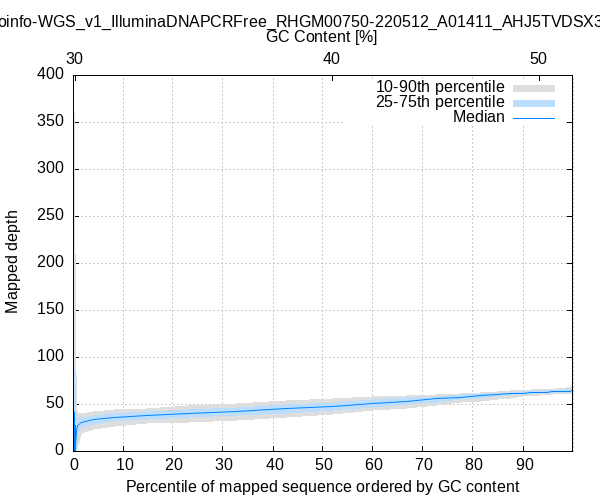 oinfo-WGS_v1_IlluminaDNAPCRFree_RHGM00750-220512_A01411_AHJ5TVDSX3
GC Content [%]
30 40 50
10-90th percentile
25-75th percentile
Median
400
350
300
250
200
150
100
50
0
Mapped depth
0 10 20 30 40 50 60 70 80 90
Percentile of mapped sequence ordered by GC content